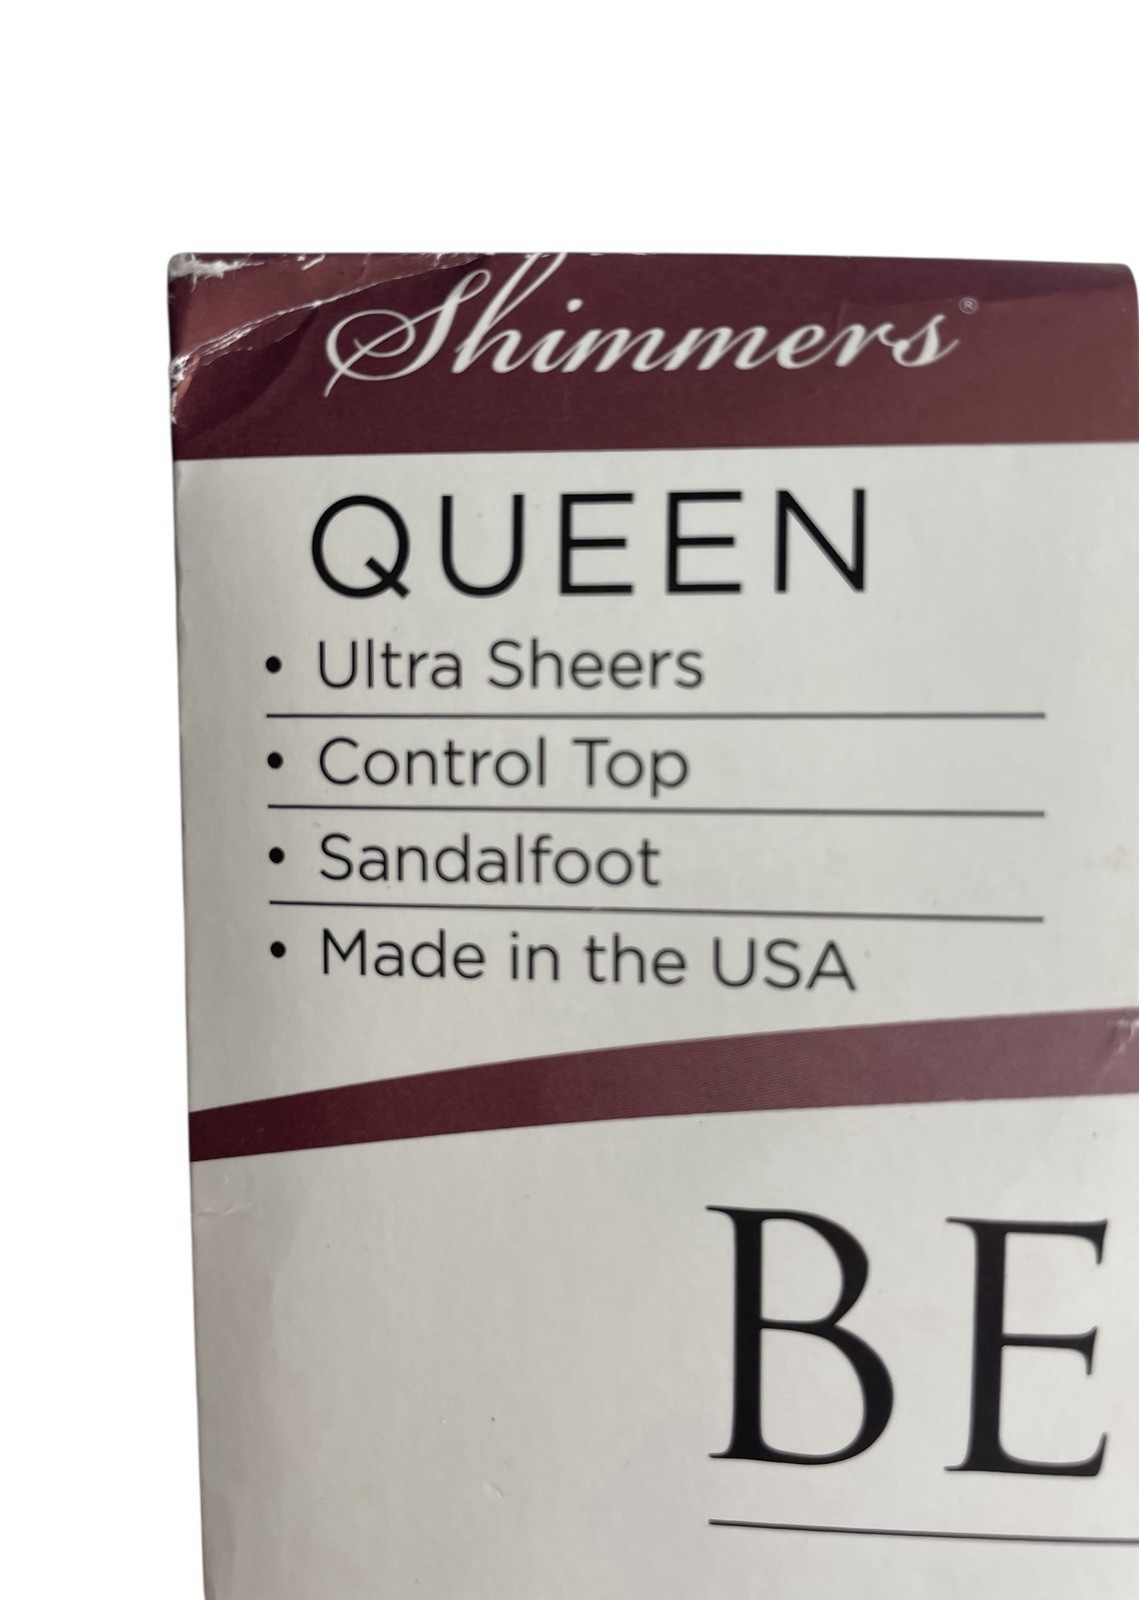 Shimmers®
QUEEN
• Ultra Sheers
• Control Top
• Sandalfoot
• Made in the USA
BE